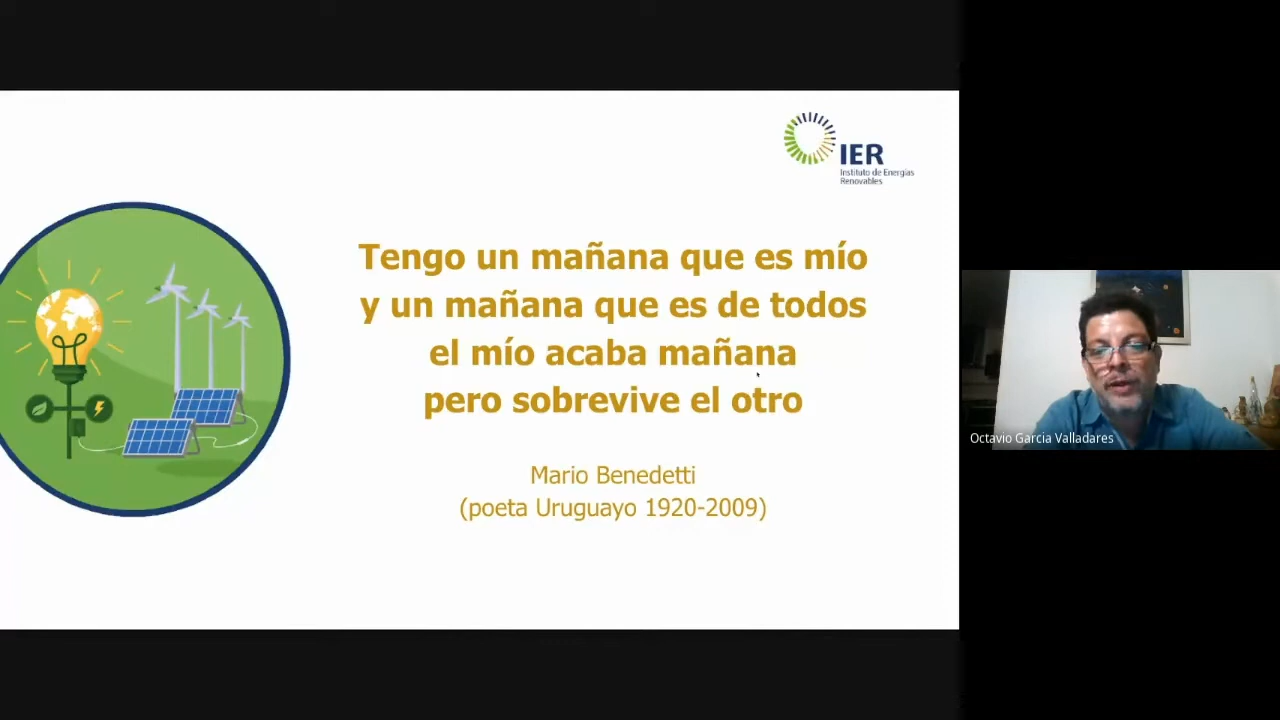 IER
Instituto de Energías
Renovables
Tengo un mañana que es mío
y un mañana que es de todos
el mío acaba mañana
pero sobrevive el otro
Mario Benedetti
(poeta Uruguayo 1920-2009)
Octavio Garcia Valladares